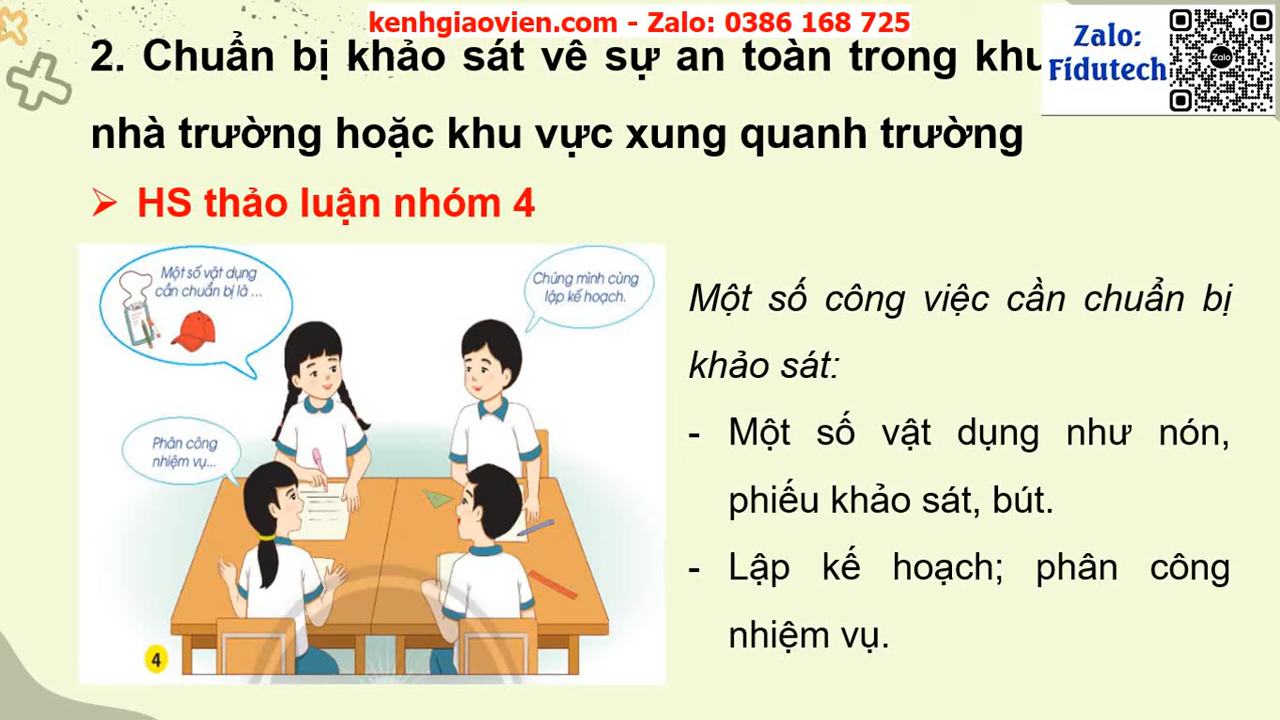 kenhgiaovien.com - Zalo: 0386 168 725
Zalo:
Fidutech
Zalo
2. Chuẩn bị khảo sát về sự an toàn trong khu
nhà trường hoặc khu vực xung quanh trường
HS thảo luận nhóm 4
Một số vật dụng
cần chuẩn bị là ...
Chúng mình cùng
lập kế hoạch.
Phân công
nhiệm vụ...
4
Một số công việc cần chuẩn bị
khảo sát:
- Một số vật dụng như nón,
phiếu khảo sát, bút.
- Lập kế hoạch; phân công
nhiệm vụ.